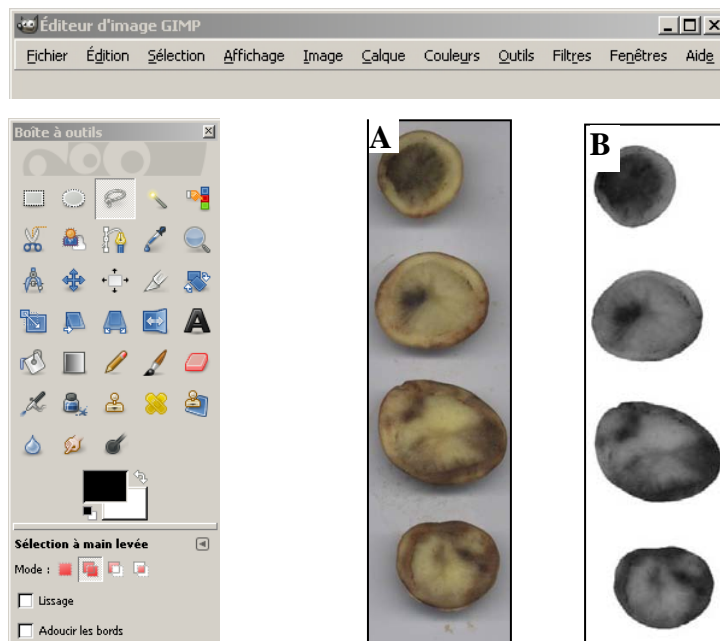 Éditeur d'image GIMP
Fichier Édition Sélection Affichage Image Calque Couleurs Outils Filtres Fenêtres Aide
Boîte à outils
A
B
A
Sélection à main levée
Mode :
Lissage
Adoucir les bords